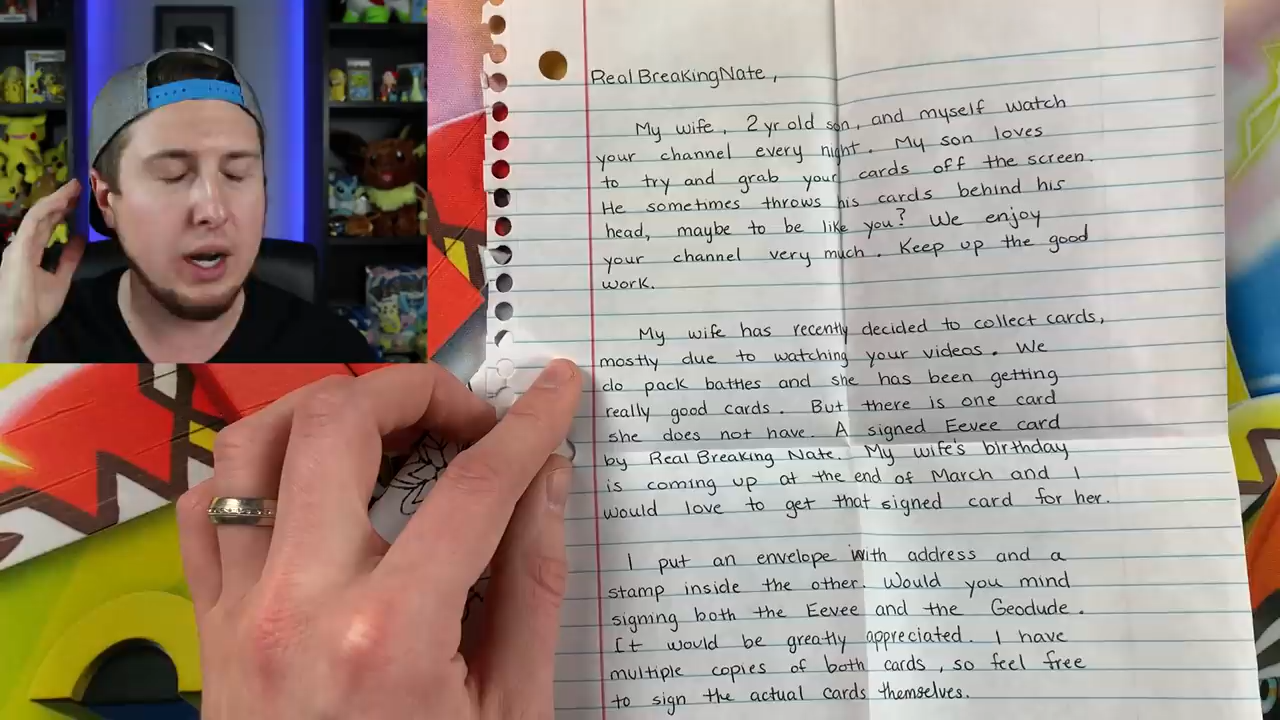 RealBreakingNate,
My wife, 2 yr old son, and myself watch
your channel every night. My son loves
to try and grab your cards off the screen.
He sometimes throws his cards behind his
head, maybe to be like you? We enjoy
your channel very much. Keep up the good
work.
My wife has recently decided to collect cards,
mostly due to watching your videos. We
do pack battles and she has been getting
really good cards. But there is one card
she does not have. A signed Eevee card
by Real Breaking Nate. My wife's birthday
is coming up at the end of March and I
would love to get that signed card for her.
I put an envelope with address and a
stamp inside the other. Would you mind
signing both the Eevee and the Geodude.
It would be greatly appreciated. I have
multiple copies of both cards, so feel free
to sign the actual cards themselves.